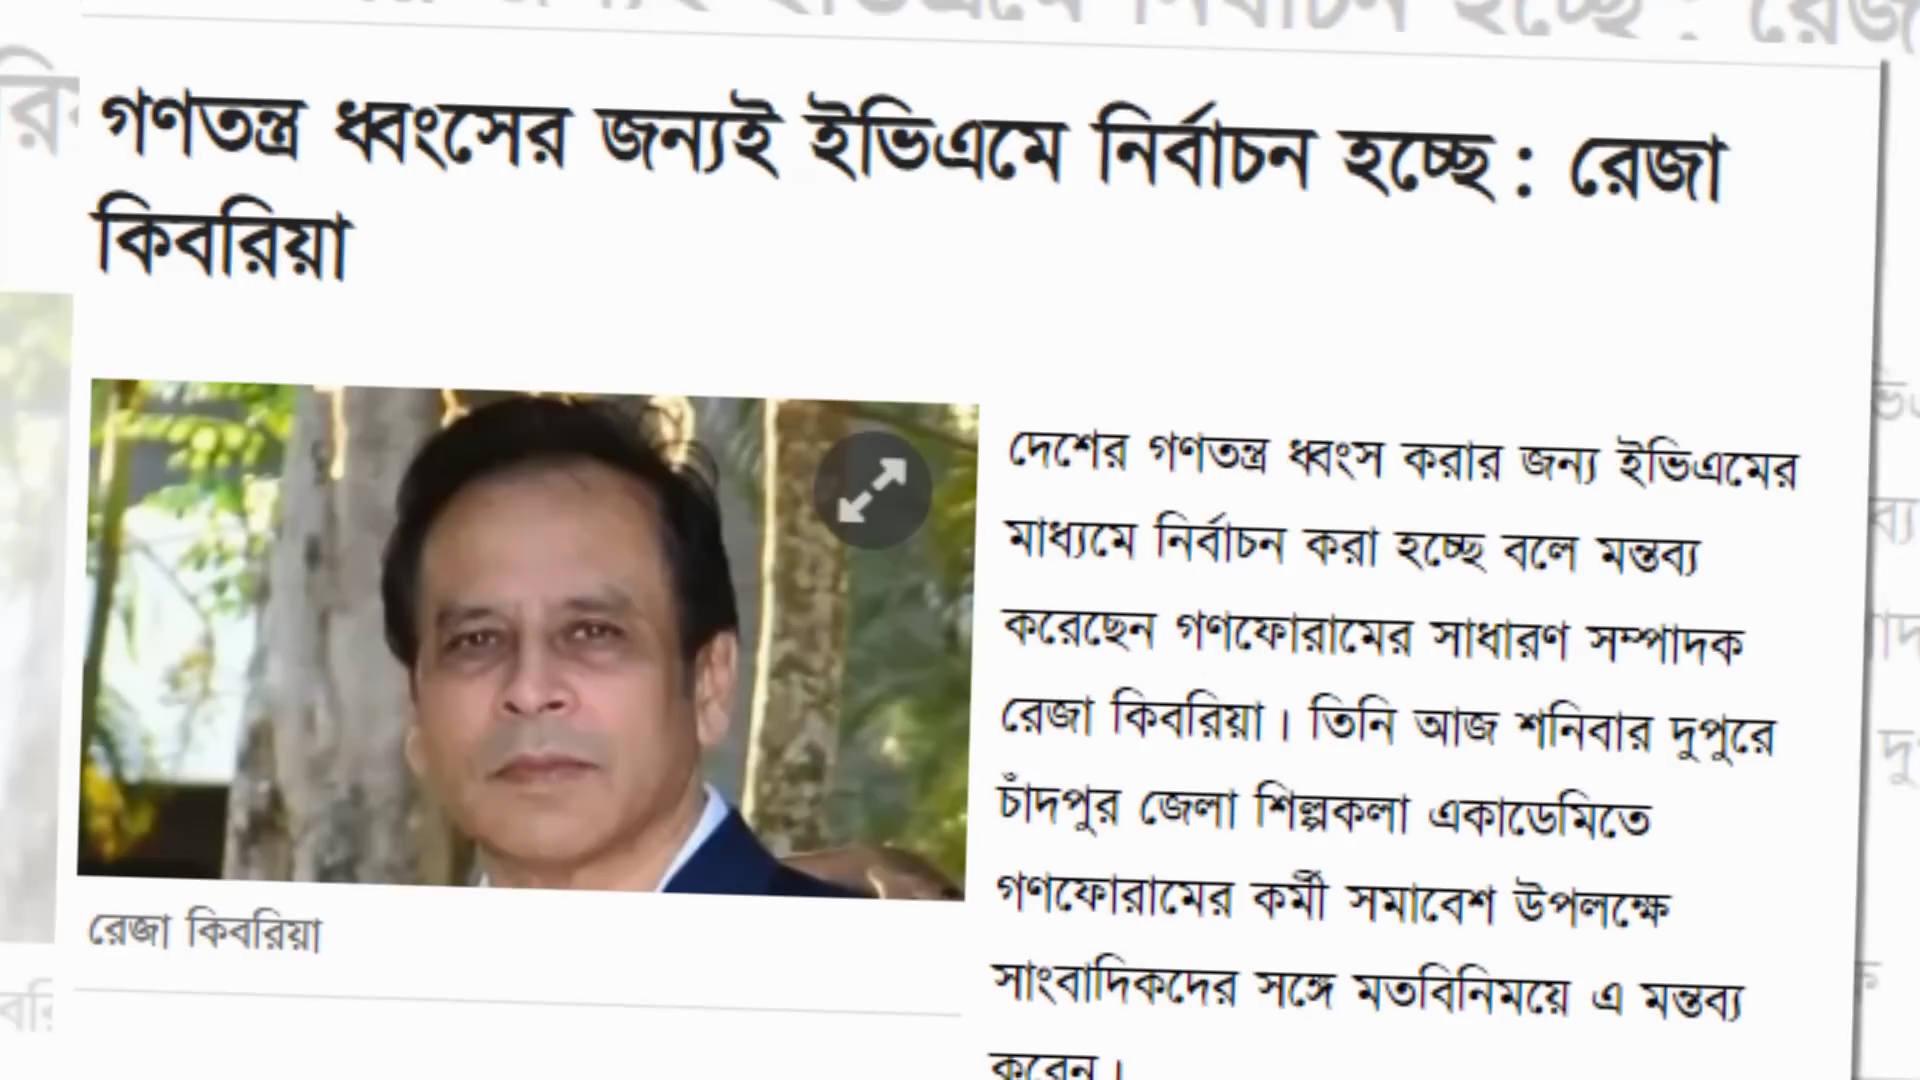 গণতন্ত্র ধ্বংসের জন্যই ইভিএমে নির্বাচন হচ্ছে : রেজা
কিবরিয়া
দেশের গণতন্ত্র ধ্বংস করার জন্য ইভিএমের
মাধ্যমে নির্বাচন করা হচ্ছে বলে মন্তব্য
করেছেন গণফোরামের সাধারণ সম্পাদক
রেজা কিবরিয়া। তিনি আজ শনিবার দুপুরে
চাঁদপুর জেলা শিল্পকলা একাডেমিতে
গণফোরামের কর্মী সমাবেশ উপলক্ষে
সাংবাদিকদের সঙ্গে মতবিনিময়ে এ মন্তব্য
করেন।
রেজা কিবরিয়া